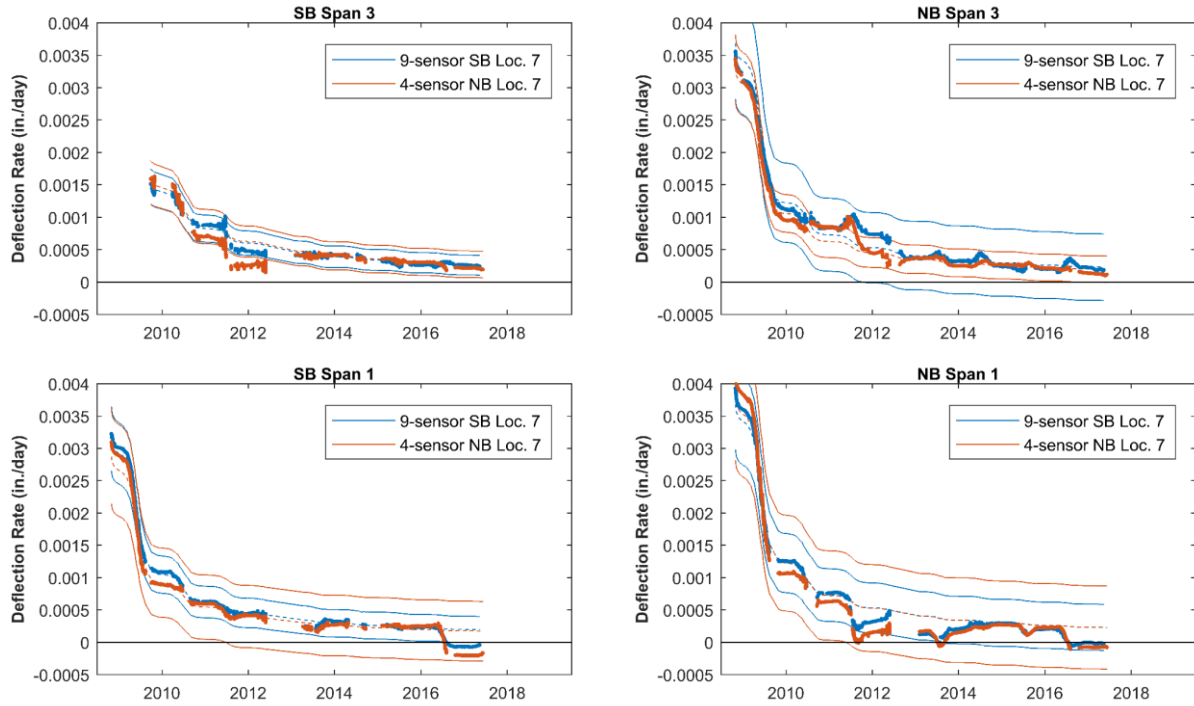 SB Span 3
Deflection Rate (in./day)
0.004
0.0035
0.003
0.0025
0.002
0.0015
0.001
0.0005
0
-0.0005
9-sensor SB Loc. 7
4-sensor NB Loc. 7
2010 2012 2014 2016 2018
NB Span 3
Deflection Rate (in./day)
0.004
0.0035
0.003
0.0025
0.002
0.0015
0.001
0.0005
0
-0.0005
9-sensor SB Loc. 7
4-sensor NB Loc. 7
2010 2012 2014 2016 2018
SB Span 1
Deflection Rate (in./day)
0.004
0.0035
0.003
0.0025
0.002
0.0015
0.001
0.0005
0
-0.0005
9-sensor SB Loc. 7
4-sensor NB Loc. 7
2010 2012 2014 2016 2018
NB Span 1
Deflection Rate (in./day)
0.004
0.0035
0.003
0.0025
0.002
0.0015
0.001
0.0005
0
-0.0005
9-sensor SB Loc. 7
4-sensor NB Loc. 7
2010 2012 2014 2016 2018